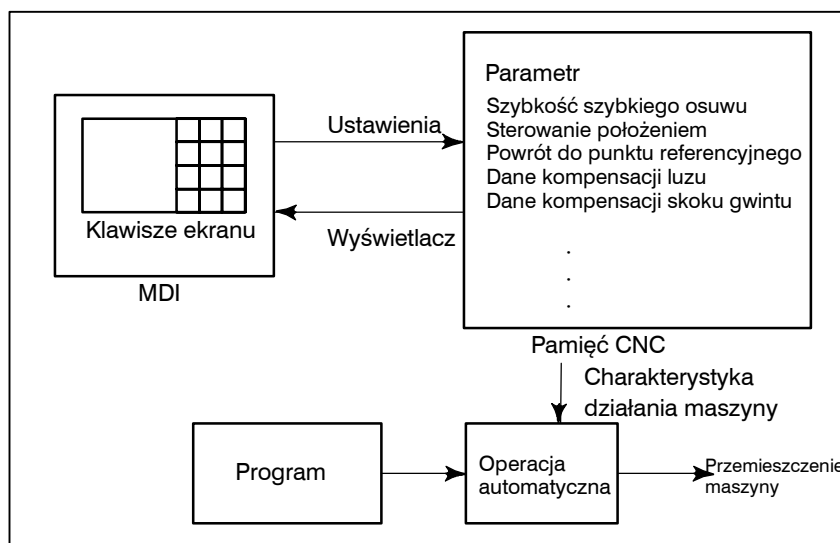 Parametr
Szybkość szybkiego osuwu
Sterowanie położeniem
Powrót do punktu referencyjnego
Dane kompensacji luzu
Dane kompensacji skoku gwintu
.
.
.
Ustawienia
Klawisze ekranu
Wyświetlacz
MDI
Pamięć CNC
Charakterystyka
działania maszyny
Program
Operacja
automatyczna
Przemieszczenie
maszyny